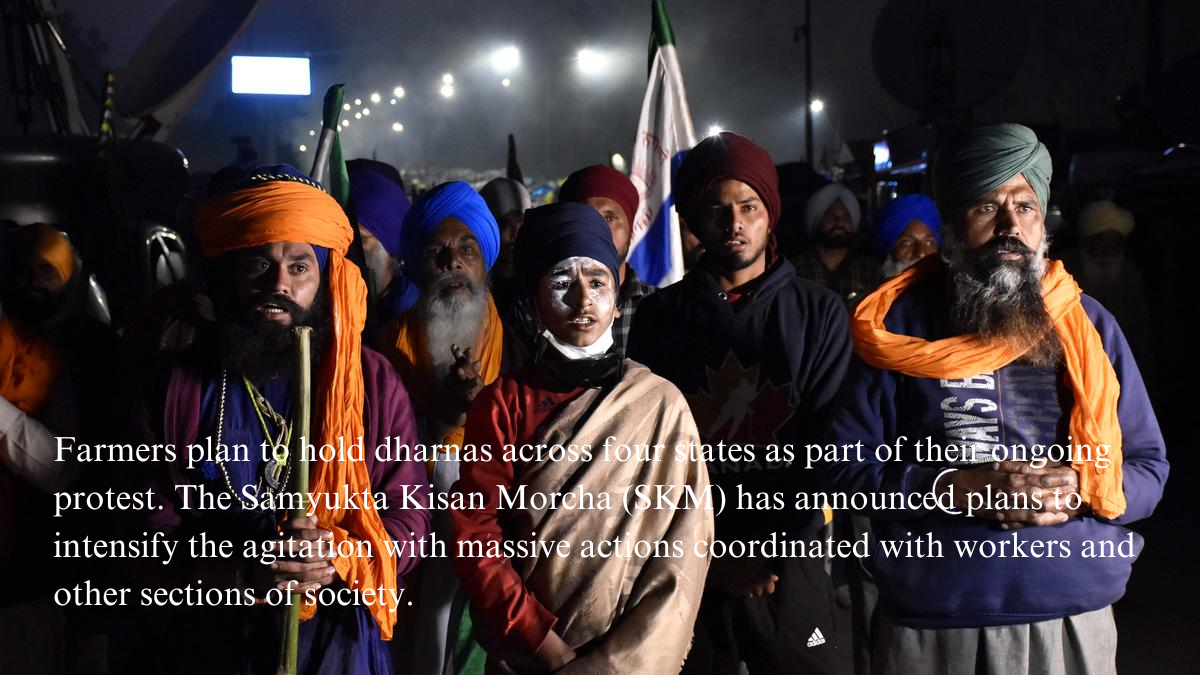 Farmers plan to hold dharnas across four states as part of their ongoing
protest. The Samyukta Kisan Morcha (SKM) has announced plans to
intensify the agitation with massive actions coordinated with workers and
other sections of society.
adidas